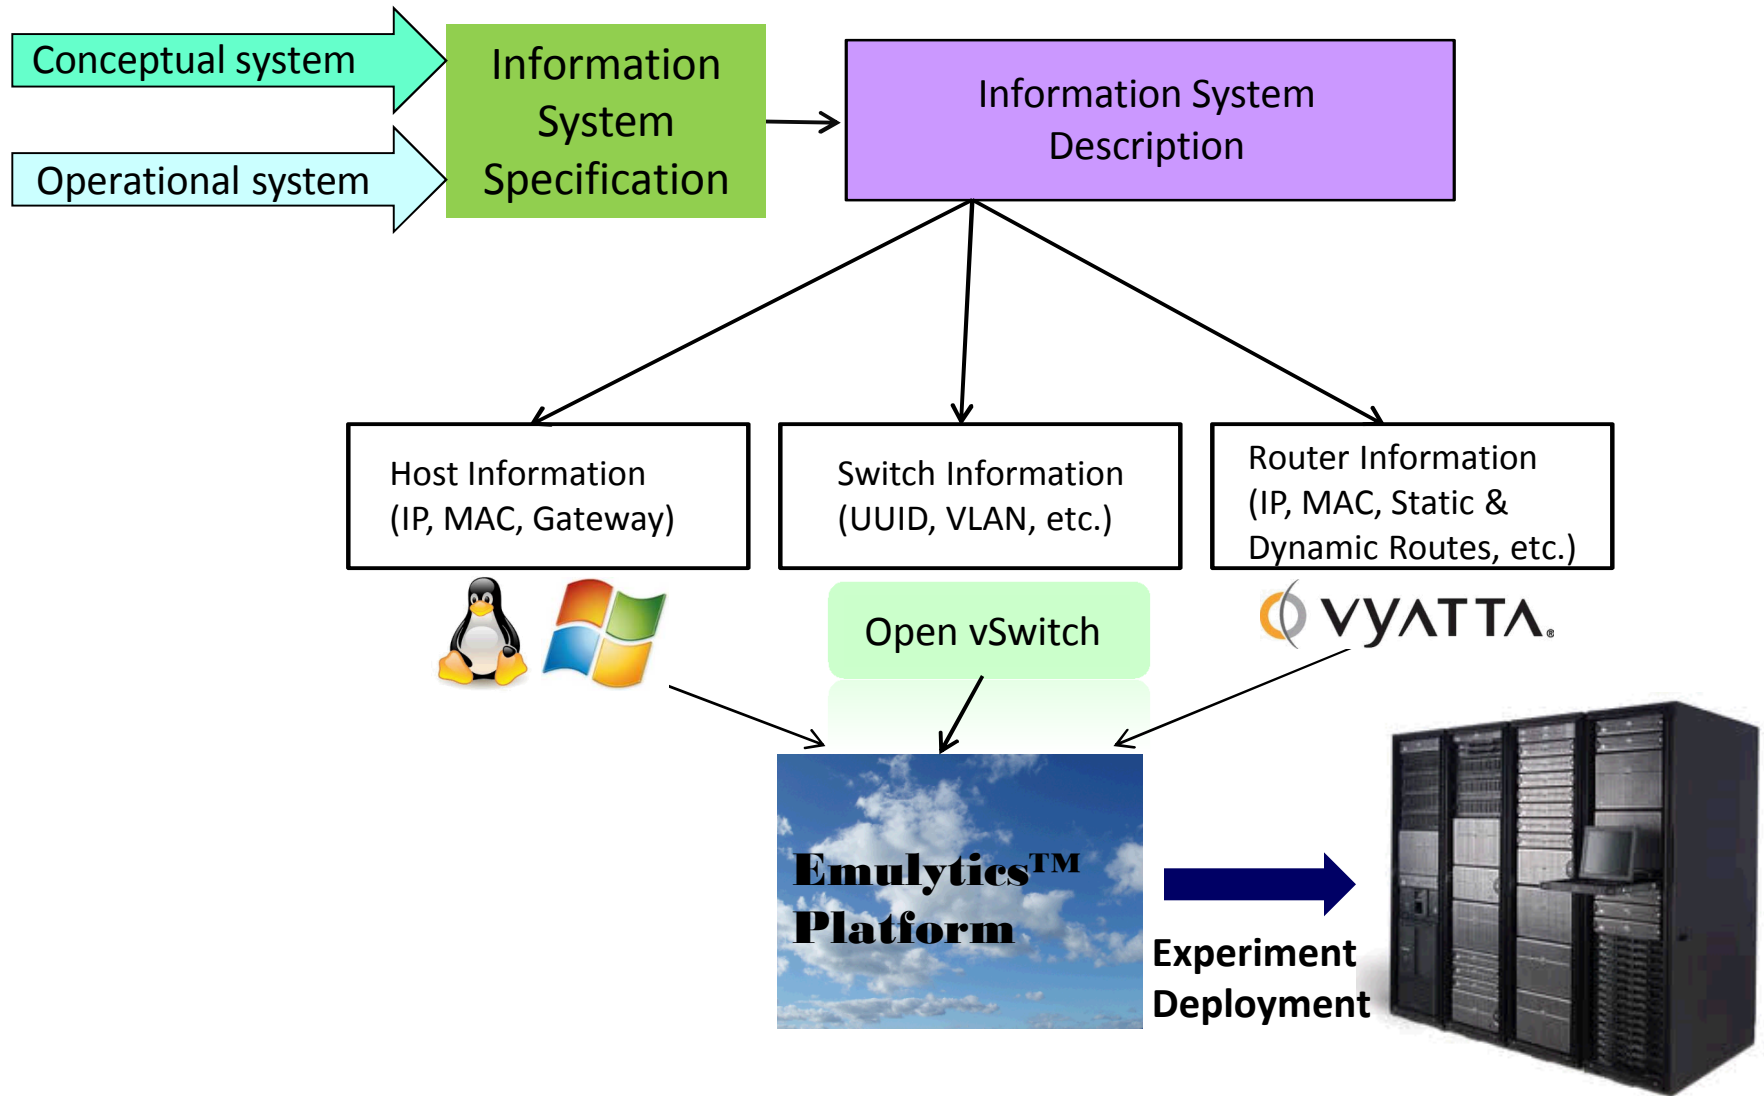 Conceptual system
Operational system
Information
System
Specification
Information System
Description
Host Information
(IP, MAC, Gateway)
Switch Information
(UUID, VLAN, etc.)
Router Information
(IP, MAC, Static &
Dynamic Routes, etc.)
Open vSwitch
VYATTA®
Emulytics™
Platform
Experiment
Deployment